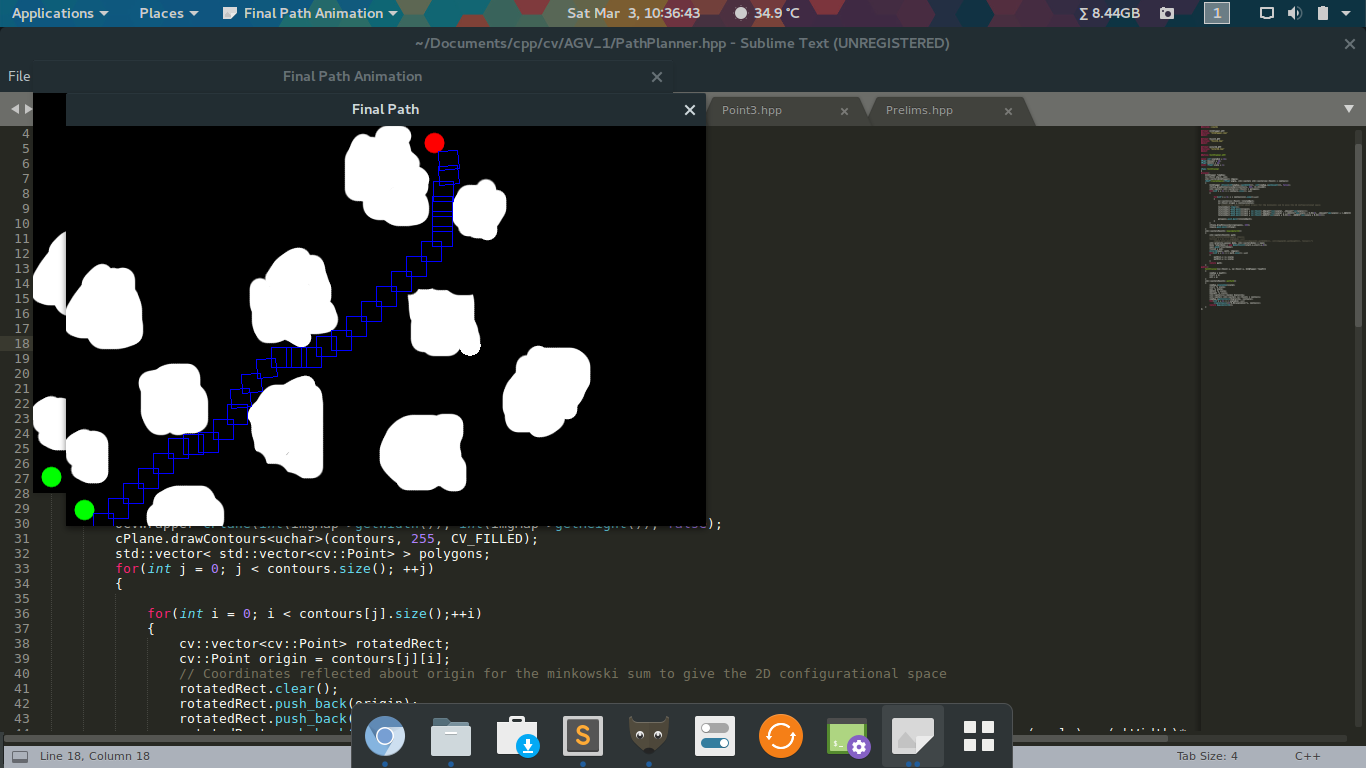 Applications Places Final Path Animation Sat Mar 3, 10:36:43 34.9 °C ∑ 8.44GB 1
~/Documents/cpp/cv/AGV_1/PathPlanner.hpp - Sublime Text (UNREGISTERED)
File Final Path Animation
Final Path Point3.hpp Prelims.hpp
4
5
6
7
8
9
10
11
12
13
14
15
16
17
18
19
20
21
22
23
24
25
26
27
28
29
30
31 cPlane.drawContours<uchar>(contours, 255, CV_FILLED);
32 std::vector< std::vector<cv::Point> > polygons;
33 for(int j = 0; j < contours.size(); ++j)
34 {
35
36 for(int i = 0; i < contours[j].size();++i)
37 {
38 cv::vector<cv::Point> rotatedRect;
39 cv::Point origin = contours[j][i];
40 // Coordinates reflected about origin for the minkowski sum to give the 2D configurational space
41 rotatedRect.clear();
42 rotatedRect.push_back(origin);
43 rotatedRect.push_back(
S
Line 18, Column 18 Tab Size: 4 C++